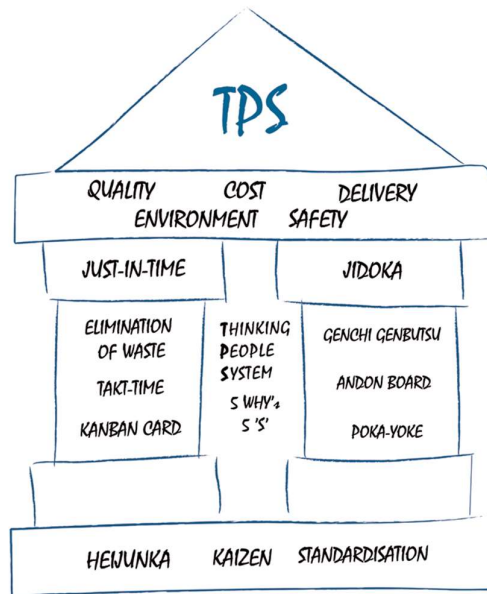 TPS
QUALITY COST DELIVERY
ENVIRONMENT SAFETY
JUST-IN-TIME
JIDOKA
ELIMINATION
OF WASTE
TAKT-TIME
KANBAN CARD
THINKING
PEOPLE
SYSTEM
5 WHY's
5 'S'
GENCHI GENBUTSU
ANDON BOARD
POKA-YOKE
HEIJUNKA KAIZEN STANDARDISATION